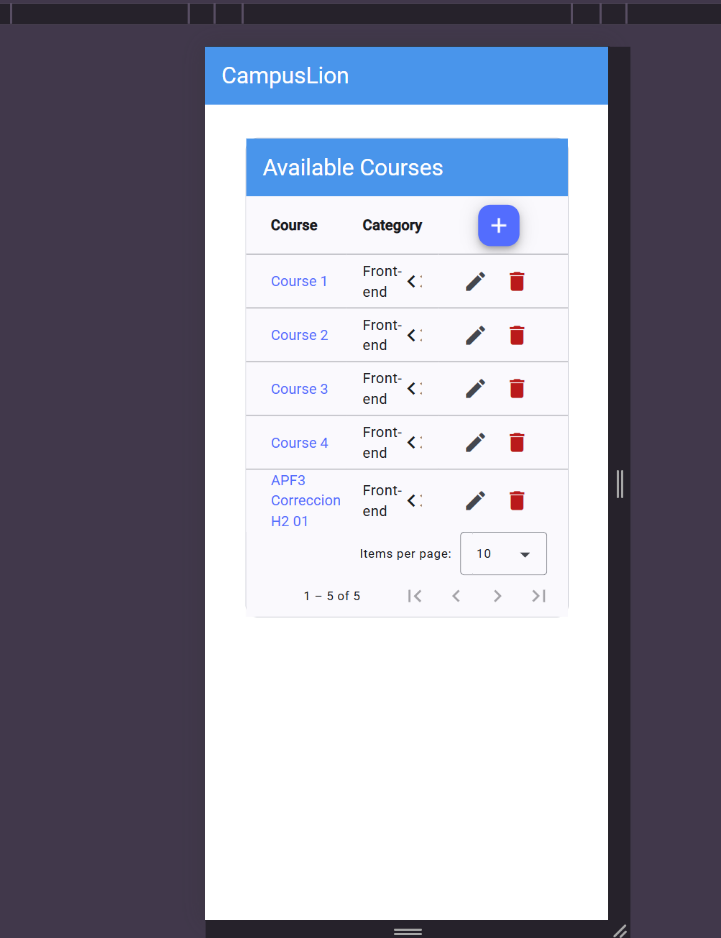 CampusLion
Available Courses
Course Category
Course 1 Front-
end
Course 2 Front-
end
Course 3 Front-
end
Course 4 Front-
end
APF3
Correccion
H2 01
Front-
end
Items per page: 10
1 – 5 of 5